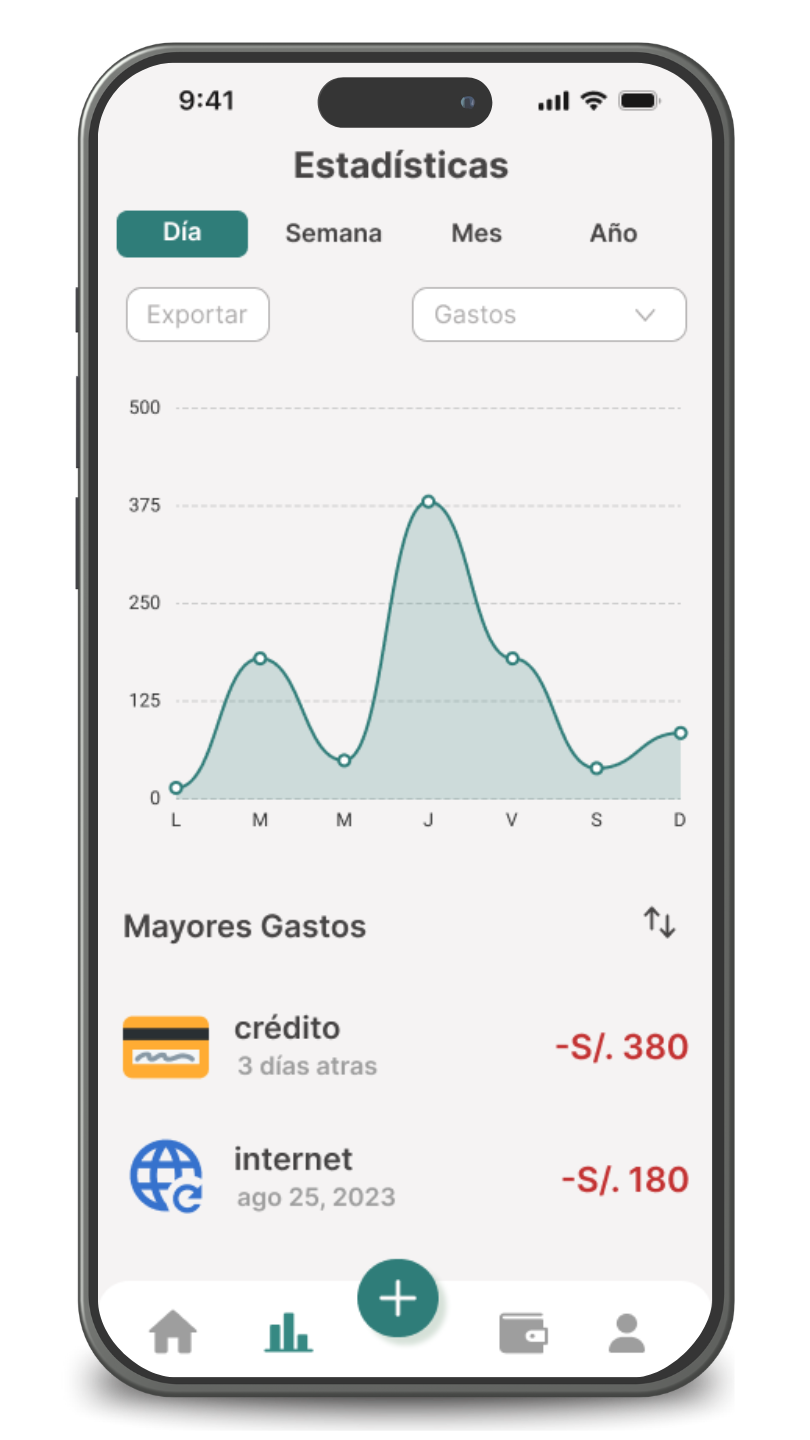 9:41
Estadísticas
Día Semana Mes Año
Exportar Gastos
500
375
250
125
0
L M M J V S D
Mayores Gastos
crédito
3 días atras
-S/. 380
internet
ago 25, 2023
-S/. 180